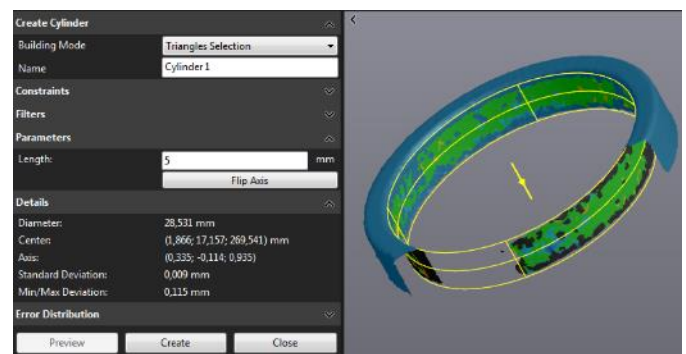 Create Cylinder
Building Mode Triangles Selection
Name Cylinder 1
Constraints
Filters
Parameters
Length: 5 mm
Flip Axis
Details
Diameter: 28,531 mm
Center: (1,866; 17,157; 269,541) mm
Axis: (0,335; -0,114; 0,935)
Standard Deviation: 0,009 mm
Min/Max Deviation: 0,115 mm
Error Distribution
Preview Create Close